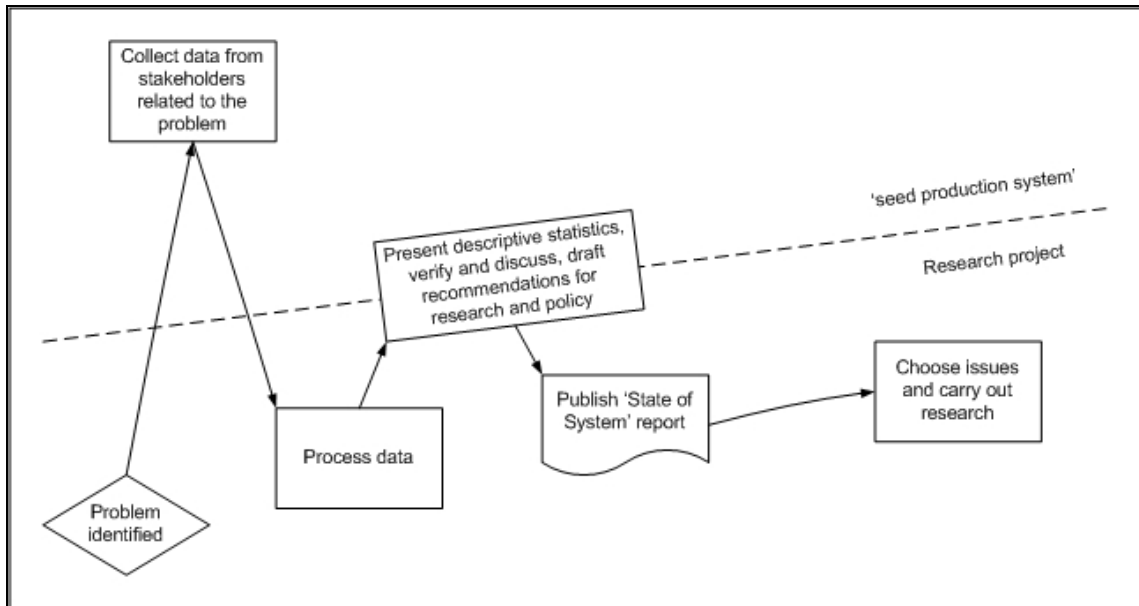 Collect data from
stakeholders
related to the
problem
'seed production system'
Research project
Present descriptive statistics,
verify and discuss, draft
recommendations for
research and policy
Choose issues
and carry out
research
Publish 'State of
System' report
Process data
Problem
identified